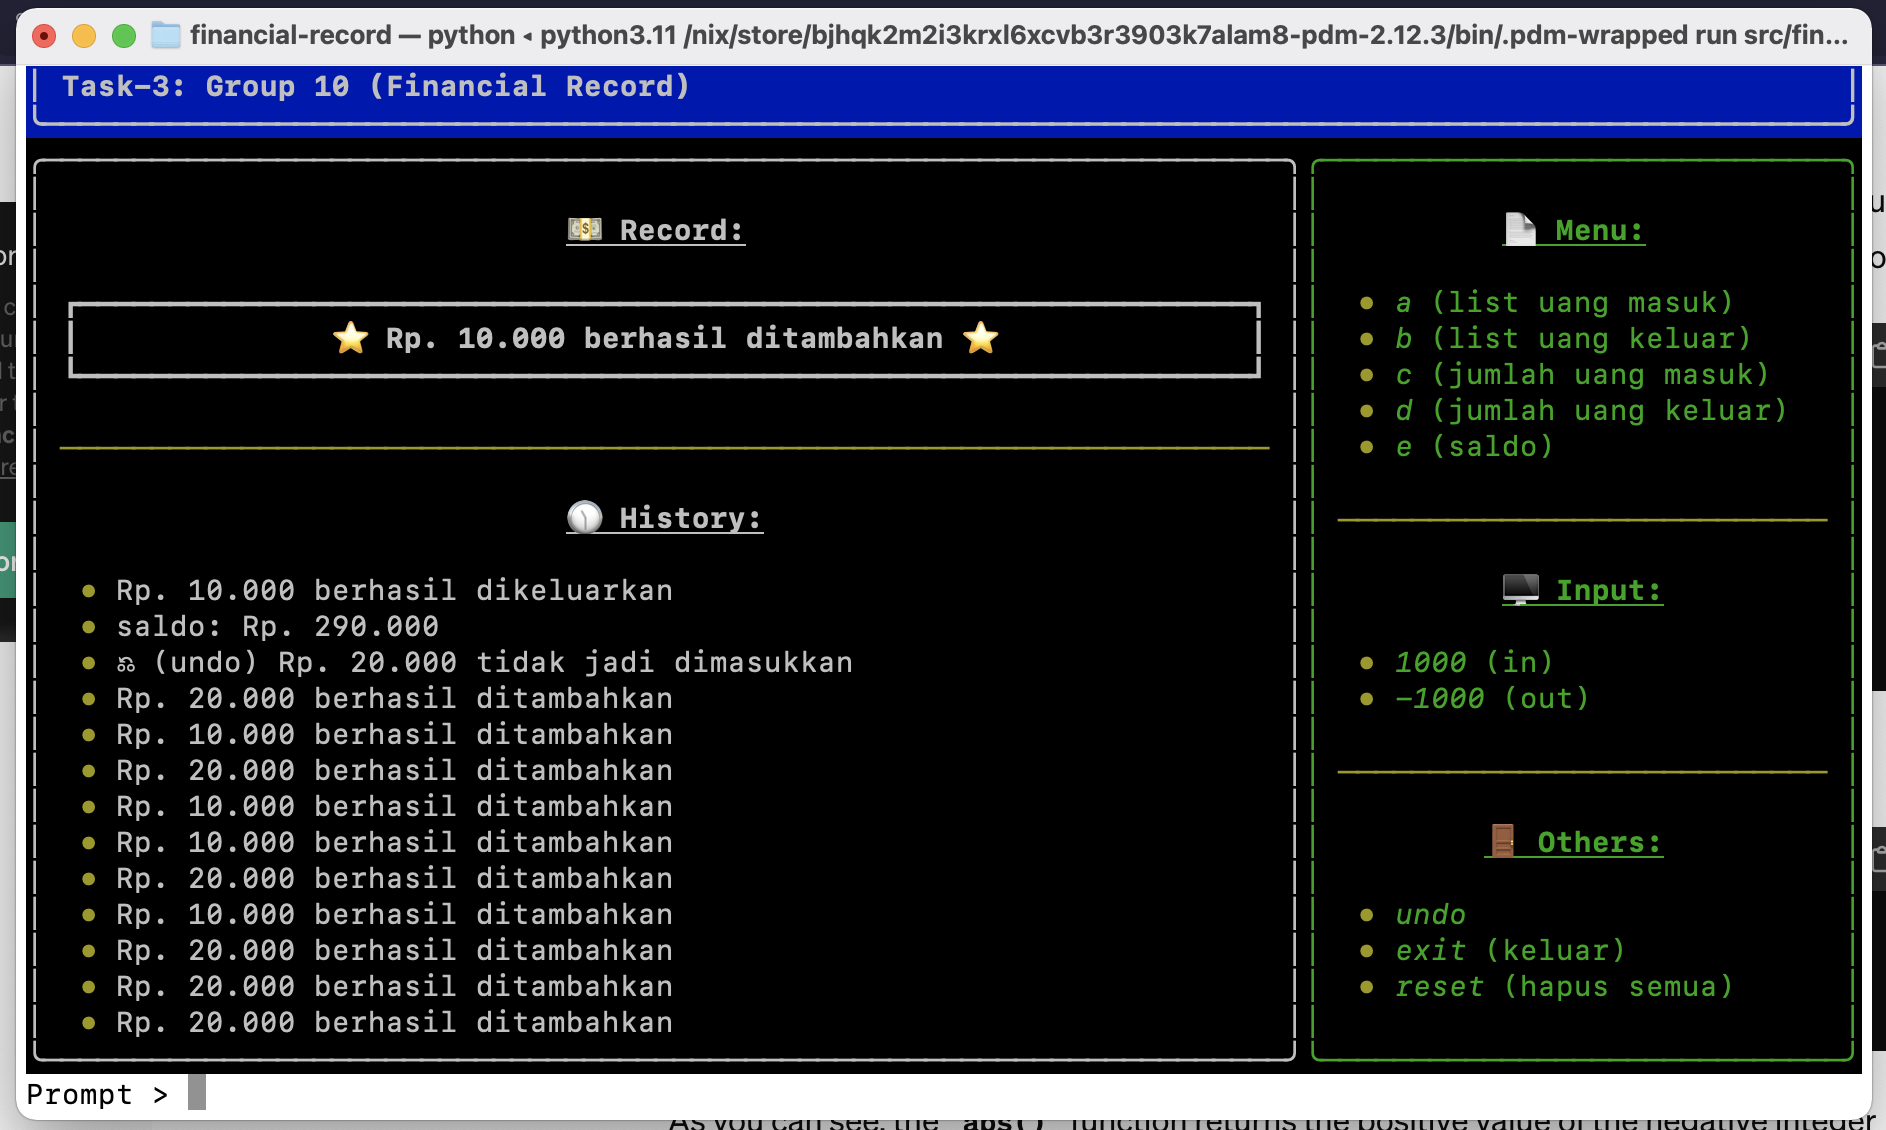 financial-record — python ◂ python3.11 /nix/store/bjhqk2m2i3krxl6xcvb3r3903k7alam8-pdm-2.12.3/bin/.pdm-wrapped run src/fin...
Task-3: Group 10 (Financial Record)
💵 Record:
⭐ Rp. 10.000 berhasil ditambahkan ⭐
🕥 History:
• Rp. 10.000 berhasil dikeluarkan
• saldo: Rp. 290.000
• (undo) Rp. 20.000 tidak jadi dimasukkan
• Rp. 20.000 berhasil ditambahkan
• Rp. 10.000 berhasil ditambahkan
• Rp. 20.000 berhasil ditambahkan
• Rp. 10.000 berhasil ditambahkan
• Rp. 10.000 berhasil ditambahkan
• Rp. 20.000 berhasil ditambahkan
• Rp. 10.000 berhasil ditambahkan
• Rp. 20.000 berhasil ditambahkan
• Rp. 20.000 berhasil ditambahkan
• Rp. 20.000 berhasil ditambahkan
📄 Menu:
• a (list uang masuk)
• b (list uang keluar)
• c (jumlah uang masuk)
• d (jumlah uang keluar)
• e (saldo)
🖥️ Input:
• 1000 (in)
• -1000 (out)
🚪 Others:
• undo
• exit (keluar)
• reset (hapus semua)
Prompt >
As you can see, the abs() function returns the positive value of the negative integer